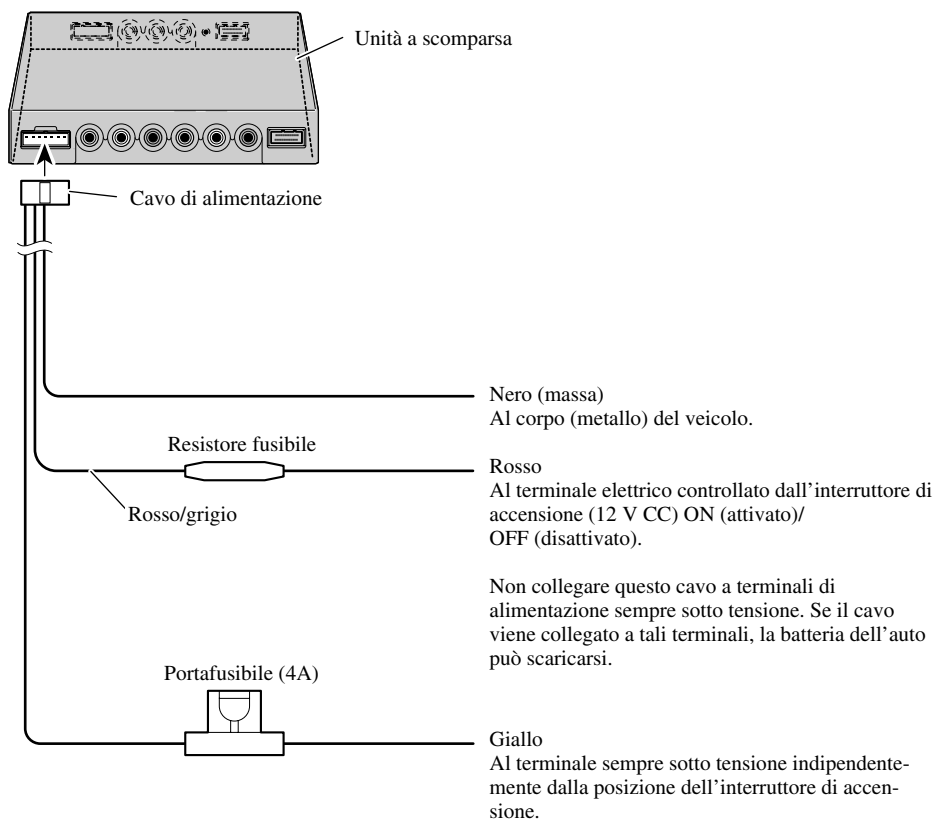 Unità a scomparsa
Cavo di alimentazione
Nero (massa)
Al corpo (metallo) del veicolo.
Resistore fusibile
Rosso/grigio
Rosso
Al terminale elettrico controllato dall'interruttore di
accensione (12 V CC) ON (attivato)/
OFF (disattivato).
Non collegare questo cavo a terminali di
alimentazione sempre sotto tensione. Se il cavo
viene collegato a tali terminali, la batteria dell'auto
può scaricarsi.
Portafusibile (4A)
Giallo
Al terminale sempre sotto tensione indipendente-
mente dalla posizione dell'interruttore di accen-
sione.